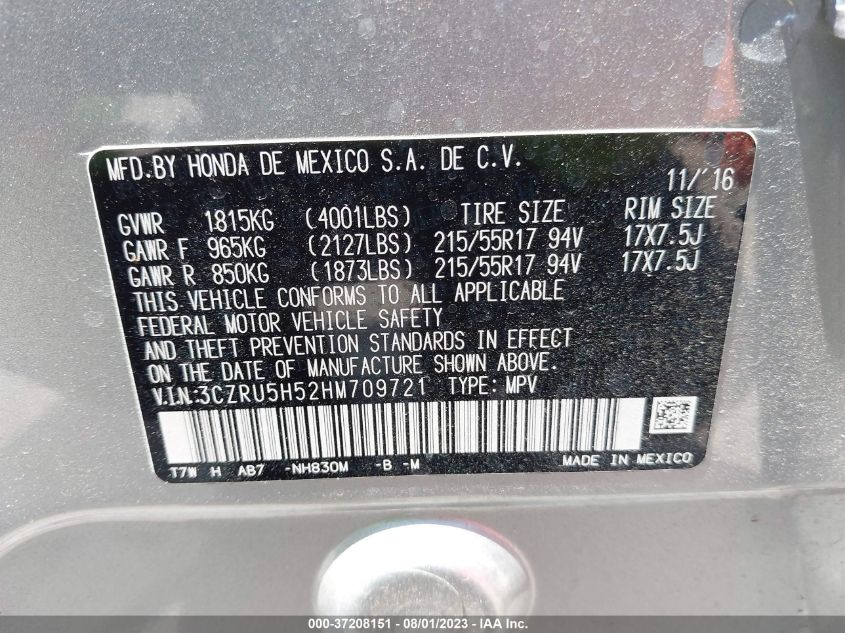 MFD.BY HONDA DE MEXICO S.A. DE C.V.
11/'16
GVWR 1815KG (4001LBS) TIRE SIZE RIM SIZE
GAWR F 965KG (2127LBS) 215/55R17 94V 17X7.5J
GAWR R 850KG (1873LBS) 215/55R17 94V 17X7.5J
THIS VEHICLE CONFORMS TO ALL APPLICABLE
FEDERAL MOTOR VEHICLE SAFETY
AND THEFT PREVENTION STANDARDS IN EFFECT
ON THE DATE OF MANUFACTURE SHOWN ABOVE.
V.I.N:3CZRU5H52HM709721 TYPE: MPV
T7W H AB7 -NH830M -B -M MADE IN MEXICO
000-37208151 - 08/01/2023 - IAA Inc.